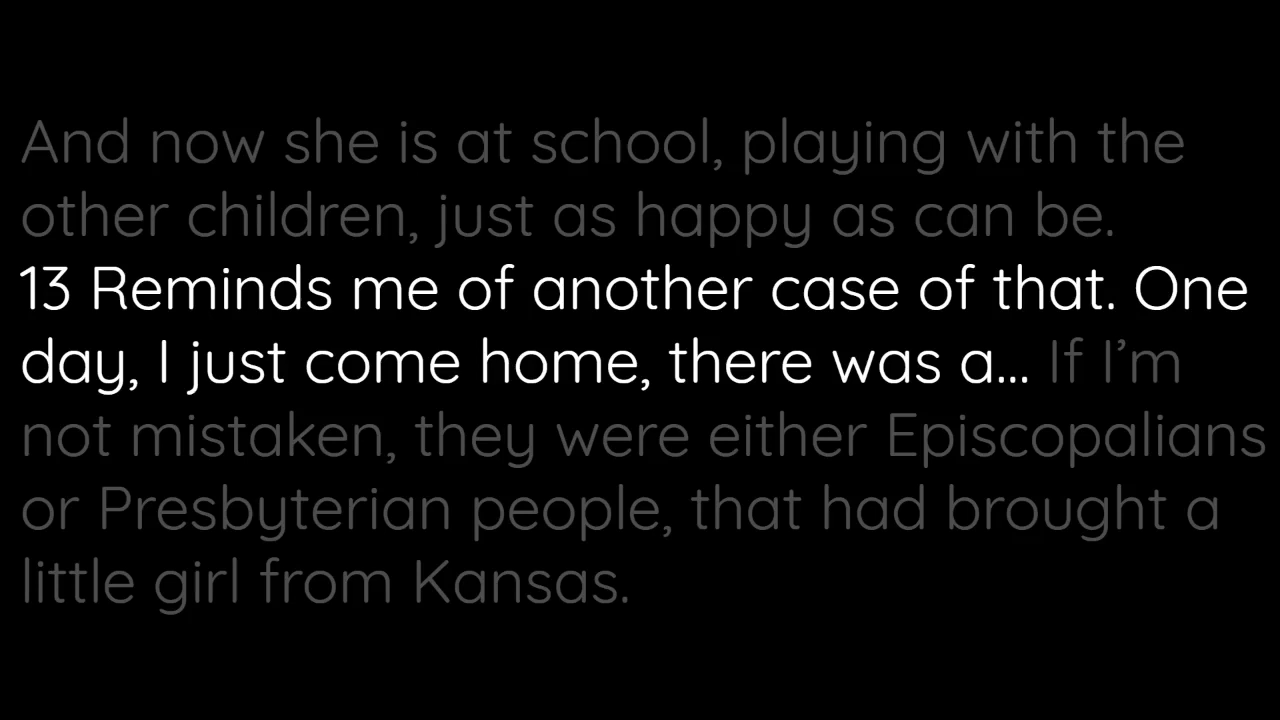 And now she is at school, playing with the
other children, just as happy as can be.
13 Reminds me of another case of that. One
day, I just come home, there was a... If I’m
not mistaken, they were either Episcopalians
or Presbyterian people, that had brought a
little girl from Kansas.